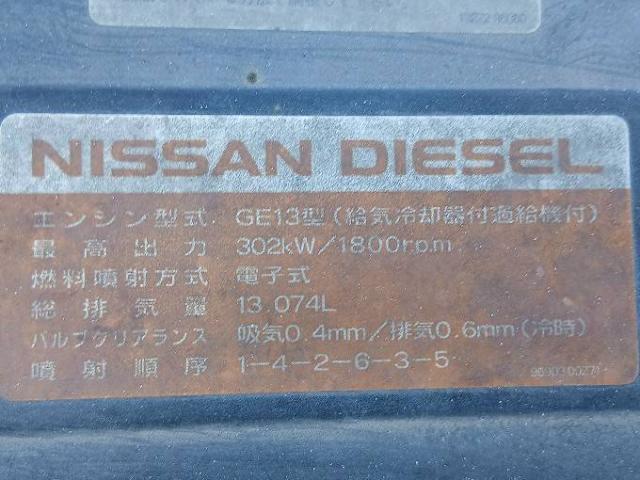 NISSAN DIESEL
エンジン型式 GE13型(給気冷却器付過給機付)
最高出力 302kW/1800rpm
燃料噴射方式 電子式
総排気量 13.074L
バルブクリアランス 吸気0.4mm/排気0.6mm(冷時)
噴射順序 1-4-2-6-3-5